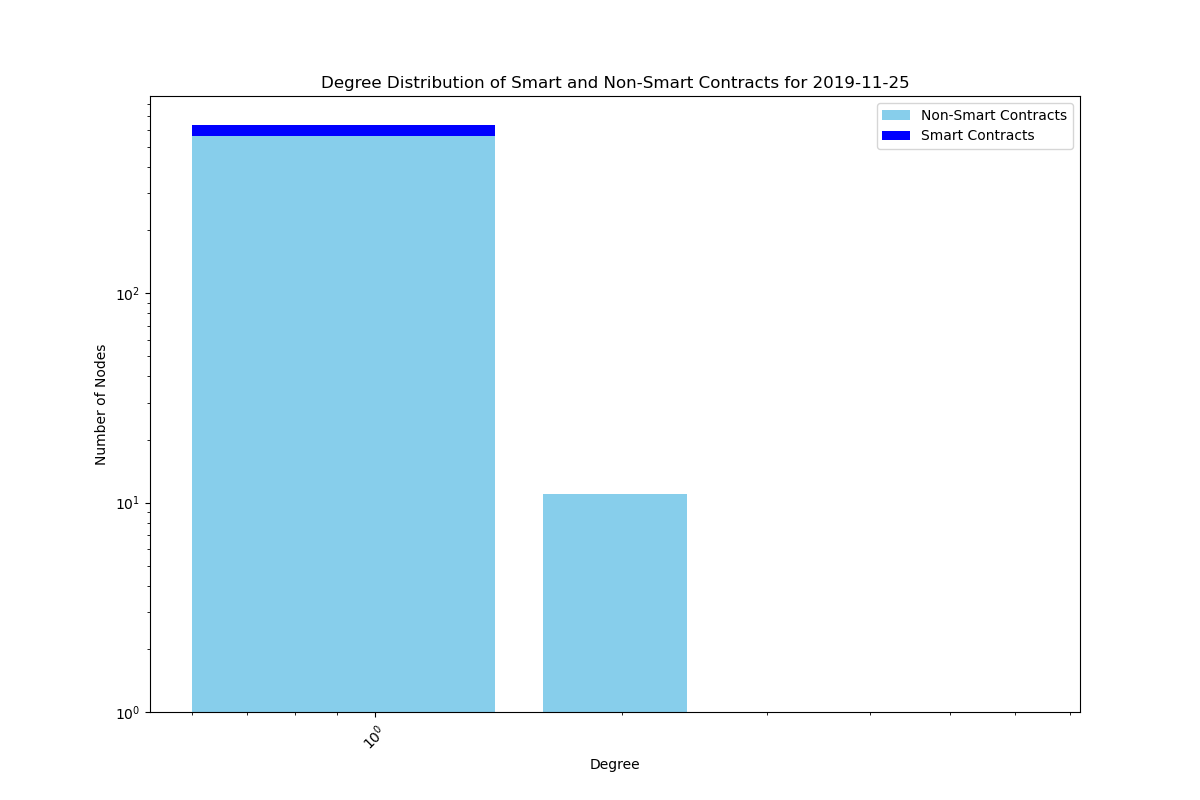 Degree Distribution of Smart and Non-Smart Contracts for 2019-11-25
Non-Smart Contracts
Smart Contracts
Number of Nodes
10²
10¹
10⁰
10⁰
Degree